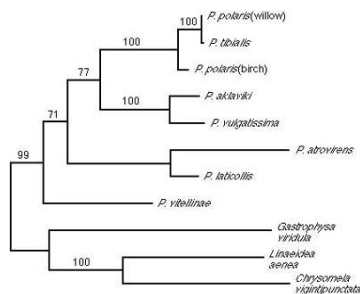 100
P. polaris(willow)
P. tibialis
100
P. polaris(birch)
77
P. aklaviki
100
P. vulgatissima
71
P. atrovirens
P. laticollis
99
P. vitellinae
Gastrophysa
viridula
Linaeidea
aenea
100
Chrysomela
vigintipunctata